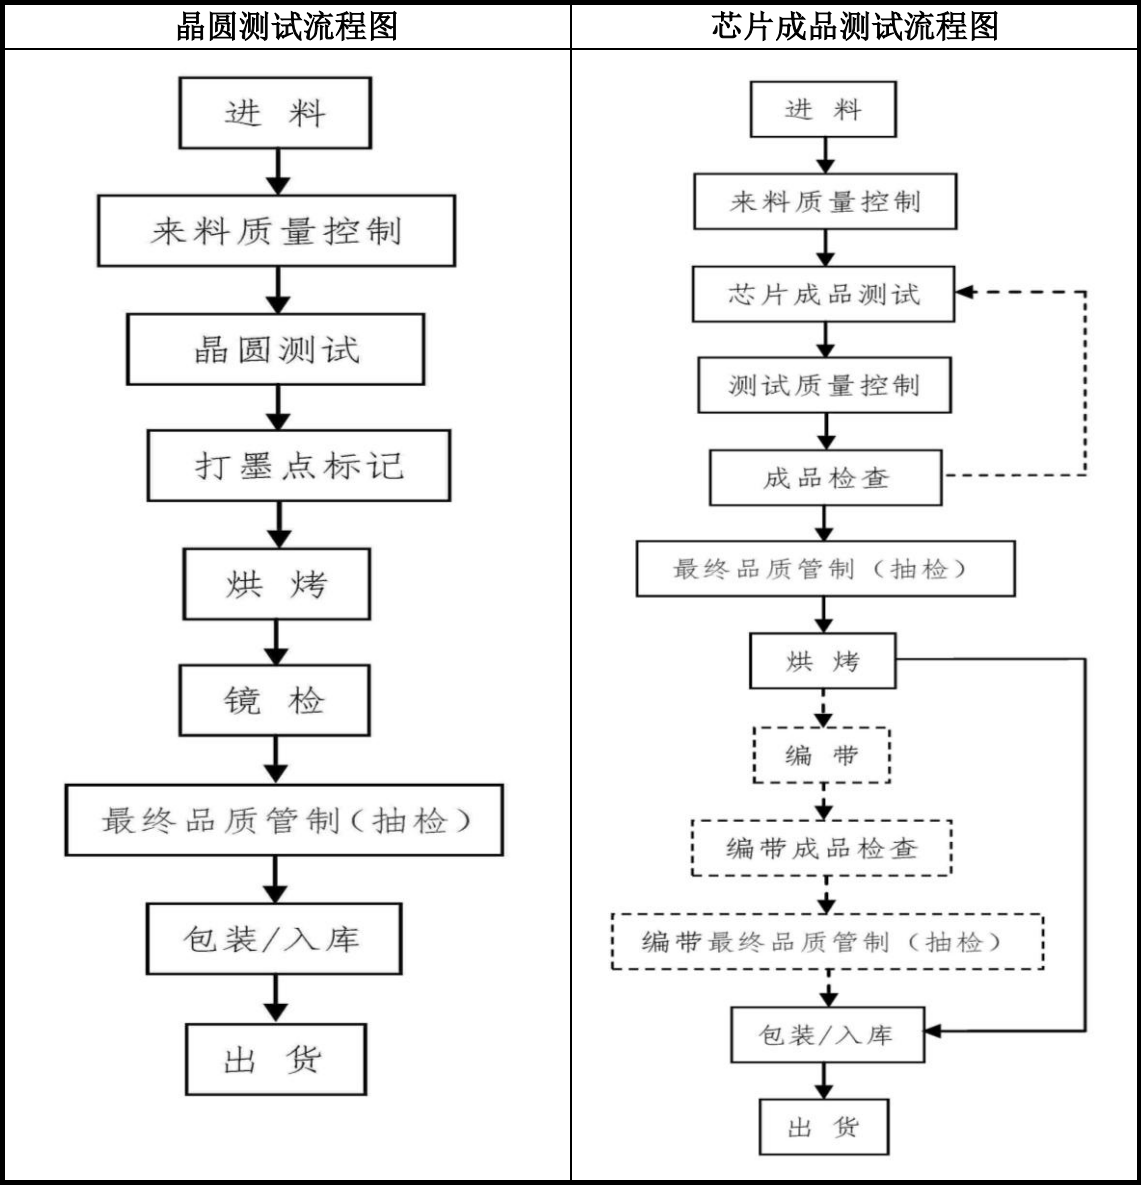 晶圆测试流程图
进 料
来料质量控制
晶圆测试
打墨点标记
烘 烤
镜 检
最终品质管制（抽检）
包装/入库
出 货
芯片成品测试流程图
进 料
来料质量控制
芯片成品测试
测试质量控制
成品检查
最终品质管制（抽检）
烘 烤
编 带
编带成品检查
编带最终品质管制（抽检）
包装/入库
出 货